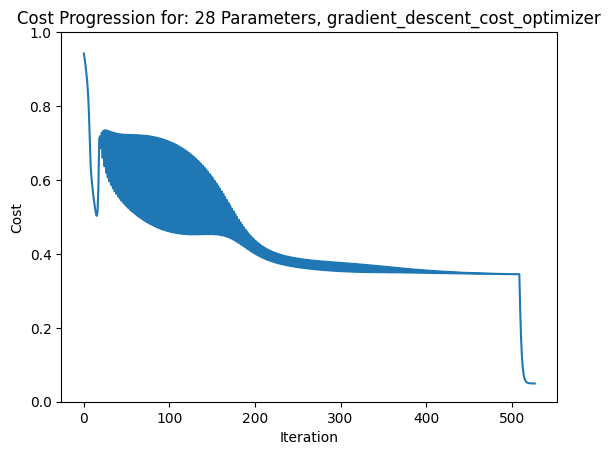 Cost Progression for: 28 Parameters, gradient_descent_cost_optimizer
1.0
0.8
0.6
0.4
0.2
0.0
Cost
0 100 200 300 400 500
Iteration